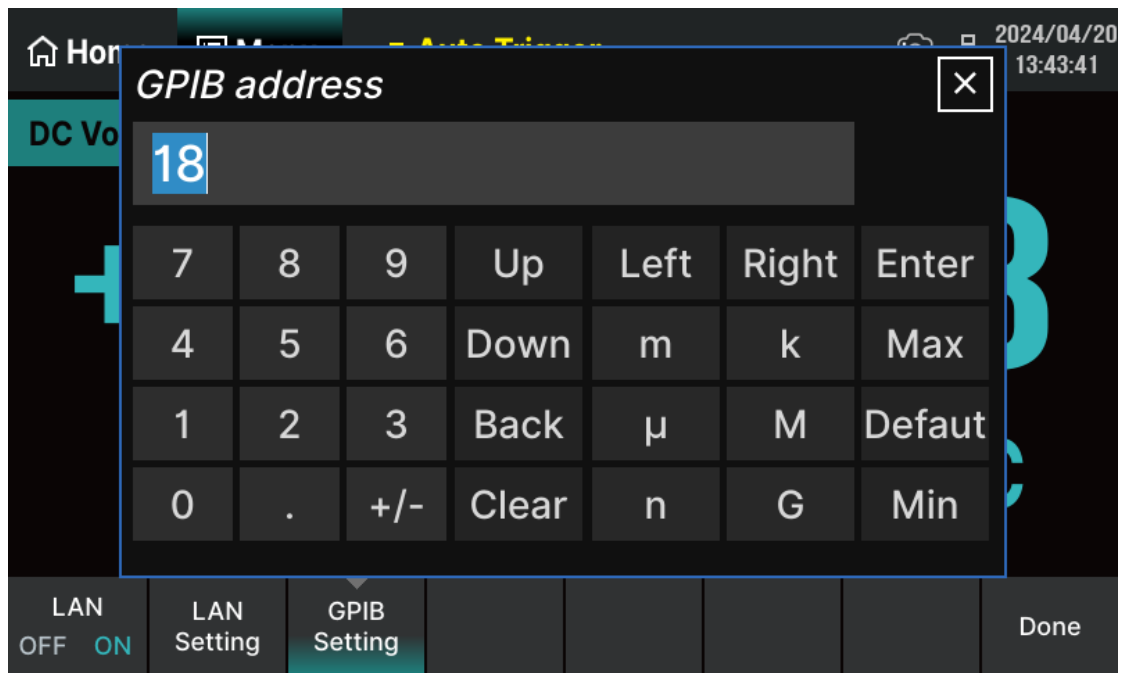 Home
2024/04/20
13:43:41
GPIB address
DC Vo
18
7 8 9 Up Left Right Enter
4 5 6 Down m k Max
1 2 3 Back µ M Defaut
0 . +/- Clear n G Min
LAN
OFF ON
LAN
Setting
GPIB
Setting
Done